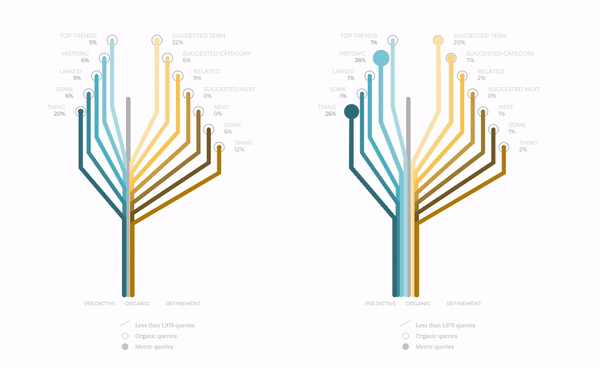 TOP TRENDS
5%
HISTORIC
6%
LINKED
9%
SOME
6%
THING
20%
SUGGESTED TERM
22%
SUGGESTED CATEGORY
6%
RELATED
9%
SUGGESTED NEXT
0%
NEXT
0%
SOME
6%
THING
12%
PREDICTIVE ORGANIC REFINEMENT
Less than 1,978 queries
Organic queries
Metric queries
TOP TRENDS
1%
HISTORIC
38%
LINKED
1%
SOME
7%
THING
26%
SUGGESTED TERM
20%
SUGGESTED CATEGORY
7%
RELATED
2%
SUGGESTED NEXT
0%
NEXT
1%
SOME
1%
THING
2%
PREDICTIVE ORGANIC REFINEMENT
Less than 1,978 queries
Organic queries
Metric queries